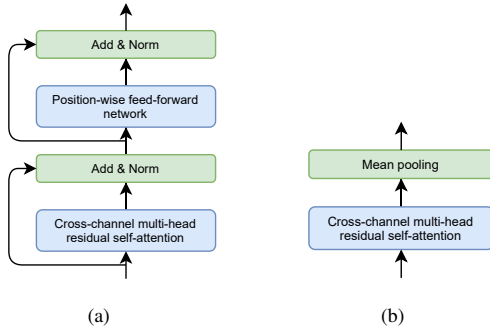 Add & Norm
Position-wise feed-forward
network
Add & Norm
Cross-channel multi-head
residual self-attention
(a)
Mean pooling
Cross-channel multi-head
residual self-attention
(b)